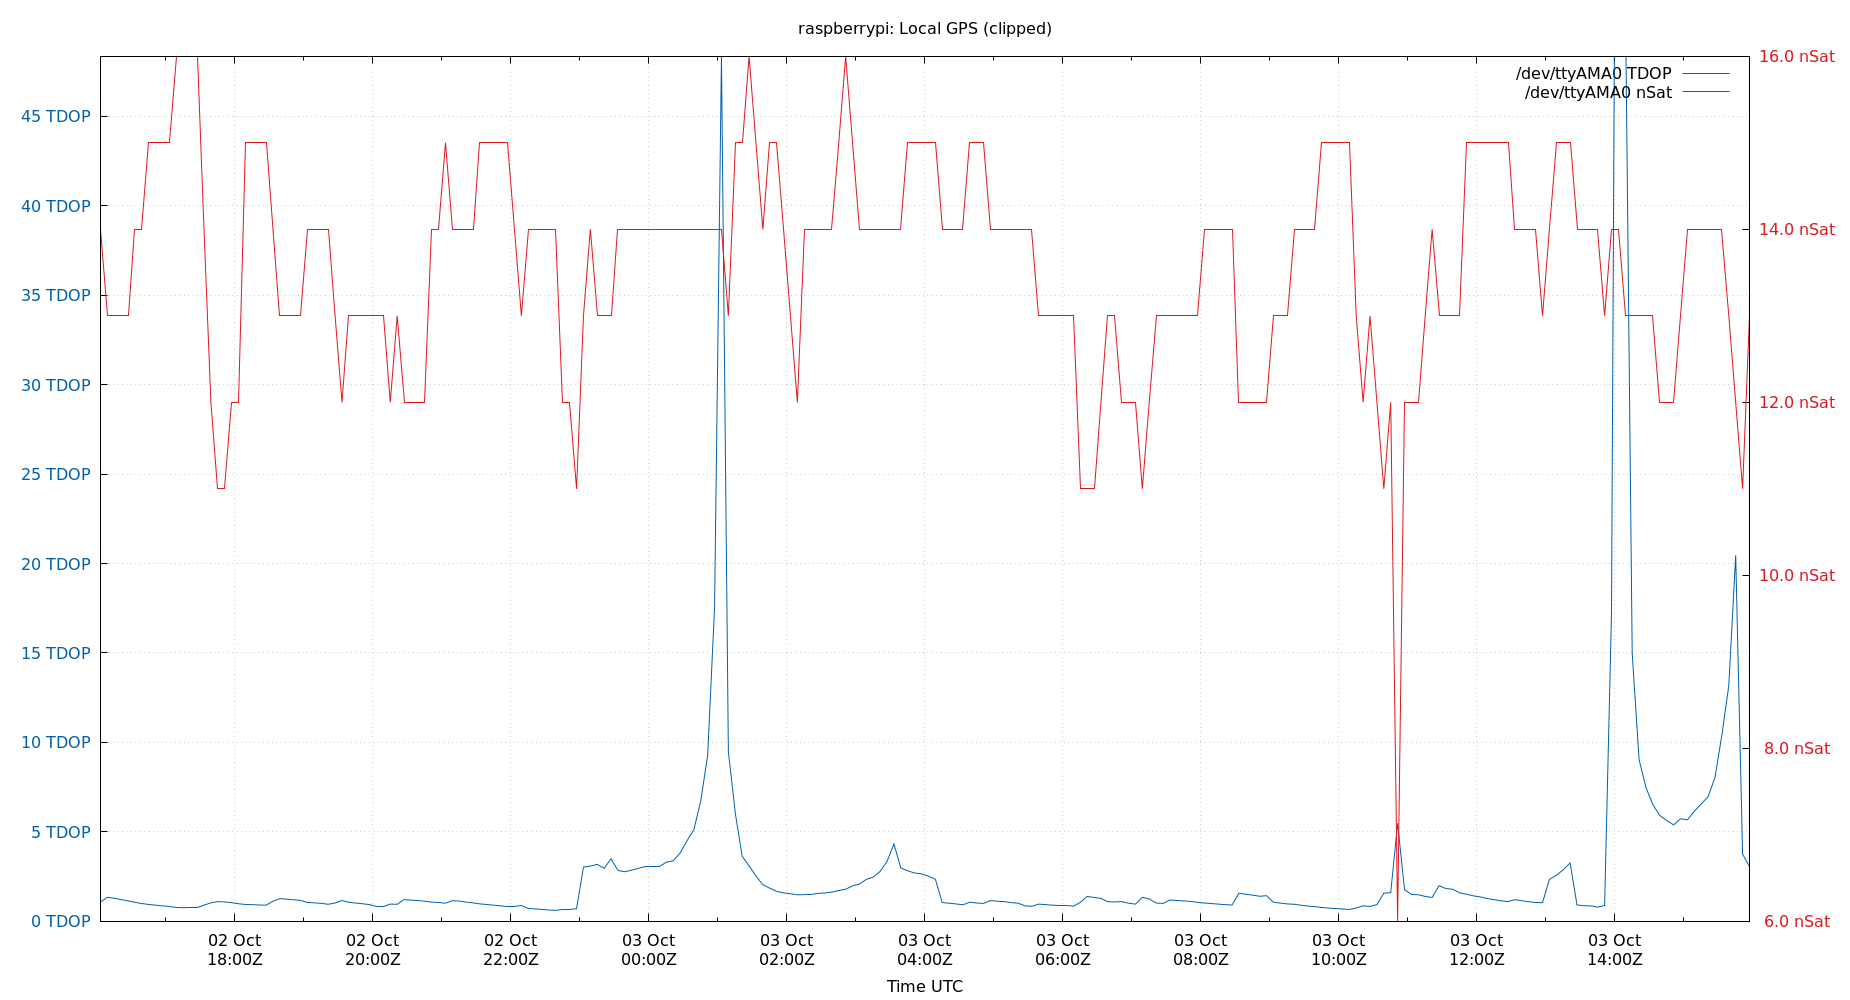 raspberrypi: Local GPS (clipped)
/dev/ttyAMA0 TDOP
/dev/ttyAMA0 nSat
45 TDOP
40 TDOP
35 TDOP
30 TDOP
25 TDOP
20 TDOP
15 TDOP
10 TDOP
5 TDOP
0 TDOP
16.0 nSat
14.0 nSat
12.0 nSat
10.0 nSat
8.0 nSat
6.0 nSat
02 Oct
18:00Z
02 Oct
20:00Z
02 Oct
22:00Z
03 Oct
00:00Z
03 Oct
02:00Z
03 Oct
04:00Z
03 Oct
06:00Z
03 Oct
08:00Z
03 Oct
10:00Z
03 Oct
12:00Z
03 Oct
14:00Z
Time UTC